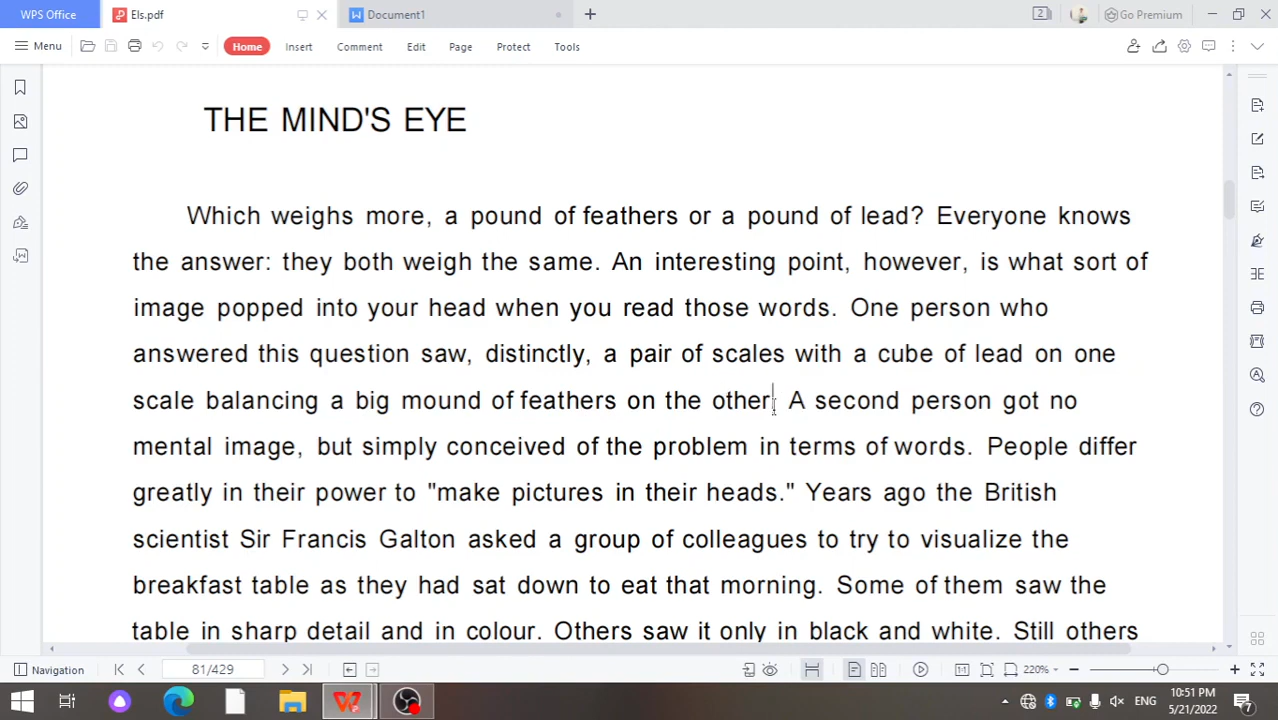 WPS Office
Els.pdf
Document1
2
Go Premium
Menu
Home
Insert
Comment
Edit
Page
Protect
Tools
THE MIND'S EYE
Which weighs more, a pound of feathers or a pound of lead? Everyone knows
the answer: they both weigh the same. An interesting point, however, is what sort of
image popped into your head when you read those words. One person who
answered this question saw, distinctly, a pair of scales with a cube of lead on one
scale balancing a big mound of feathers on the other. A second person got no
mental image, but simply conceived of the problem in terms of words. People differ
greatly in their power to "make pictures in their heads." Years ago the British
scientist Sir Francis Galton asked a group of colleagues to try to visualize the
breakfast table as they had sat down to eat that morning. Some of them saw the
table in sharp detail and in colour. Others saw it only in black and white. Still others
Navigation
81/429
220%
ENG
10:51 PM
5/21/2022
7